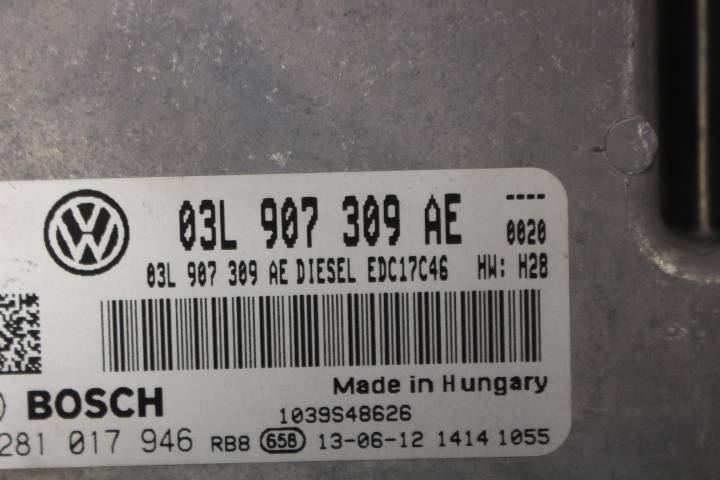 03L 907 309 AE ----
0020
03L 907 309 AE DIESEL EDC17C46 HW: H28
Made in Hungary
BOSCH
1039S48626
281 017 946 RB8 658 13-06-12 1414 1055